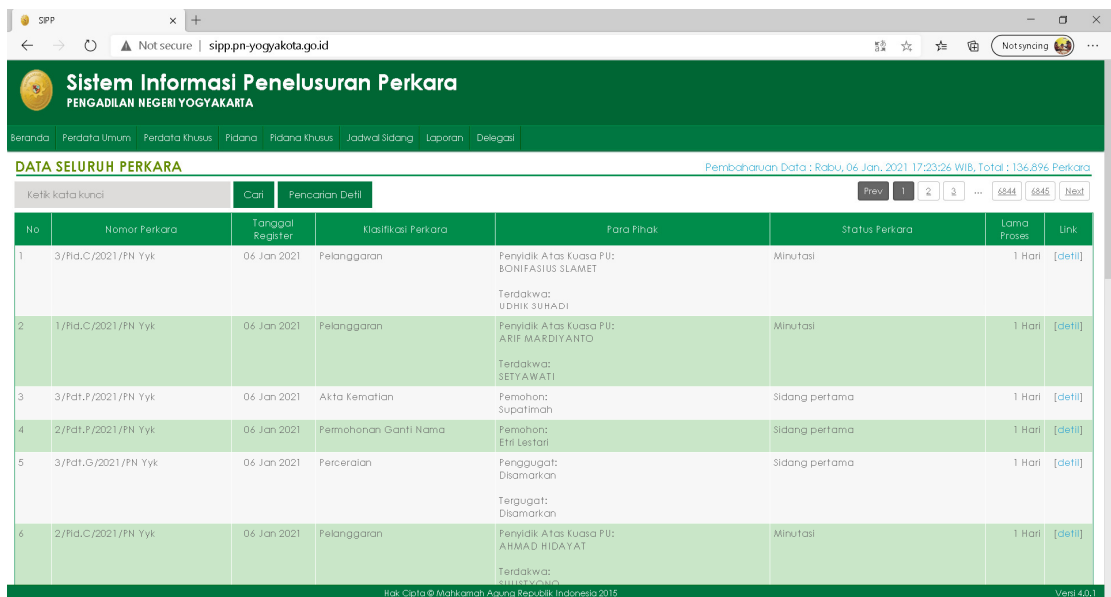 SIPP
Not secure | sipp.pn-yogyakota.go.id
Not syncing
Sistem Informasi Penelusuran Perkara
PENGADILAN NEGERI YOGYAKARTA
Beranda Perdata Umum Perdata Khusus Pidana Pidana Khusus Jadwal Sidang Laporan Delegasi
DATA SELURUH PERKARA
Pembaharuan Data : Rabu, 06 Jan. 2021 17:23:26 WIB, Total : 136.896 Perkara
Ketik kata kunci Cari Pencarian Detil Prev 1 2 3 ... 6844 6845 Next
No Nomor Perkara Tanggal Register Klasifikasi Perkara Para Pihak Status Perkara Lama Proses Link
1 3/Pid.C/2021/PN Yyk 06 Jan 2021 Pelanggaran Penyidik Atas Kuasa PU: Minutasi 1 Hari [detil]
BONIFASIUS SLAMET
Terdakwa:
UDHIK SUHADI
2 1/Pid.C/2021/PN Yyk 06 Jan 2021 Pelanggaran Penyidik Atas Kuasa PU: Minutasi 1 Hari [detil]
ARIF MARDIYANTO
Terdakwa:
SETYAWATI
3 3/Pdt.P/2021/PN Yyk 06 Jan 2021 Akta Kematian Pemohon: Sidang pertama 1 Hari [detil]
Supatimah
4 2/Pdt.P/2021/PN Yyk 06 Jan 2021 Permohonan Ganti Nama Pemohon: Sidang pertama 1 Hari [detil]
Etri Lestari
5 3/Pdt.G/2021/PN Yyk 06 Jan 2021 Perceraian Penggugat: Sidang pertama 1 Hari [detil]
Disamarkan
Tergugat:
Disamarkan
6 2/Pid.C/2021/PN Yyk 06 Jan 2021 Pelanggaran Penyidik Atas Kuasa PU: Minutasi 1 Hari [detil]
AHMAD HIDAYAT
Terdakwa:
Hak Cipta © Mahkamah Agung Republik Indonesia 2015 Versi 4.0.1